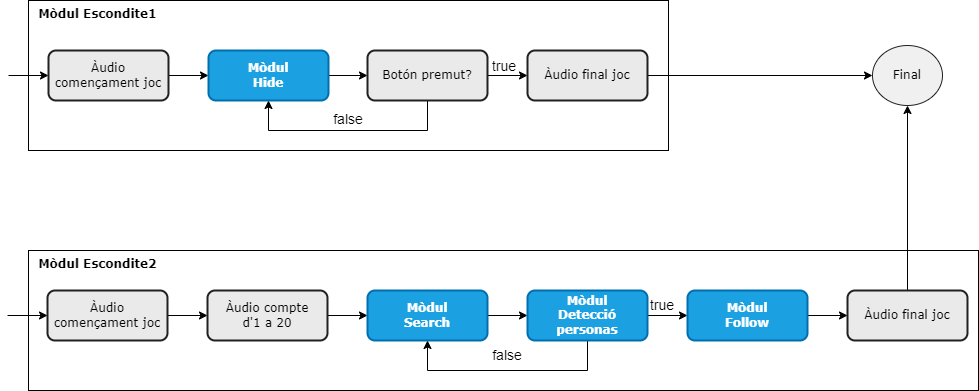 Mòdul Escondite1
Àudio
començament joc
Mòdul
Hide
Botón premut?
true
Àudio final joc
Final
false
Mòdul Escondite2
Àudio
començament joc
Àudio compte
d'1 a 20
Mòdul
Search
Mòdul
Detecció
personas
true
Mòdul
Follow
Àudio final joc
false